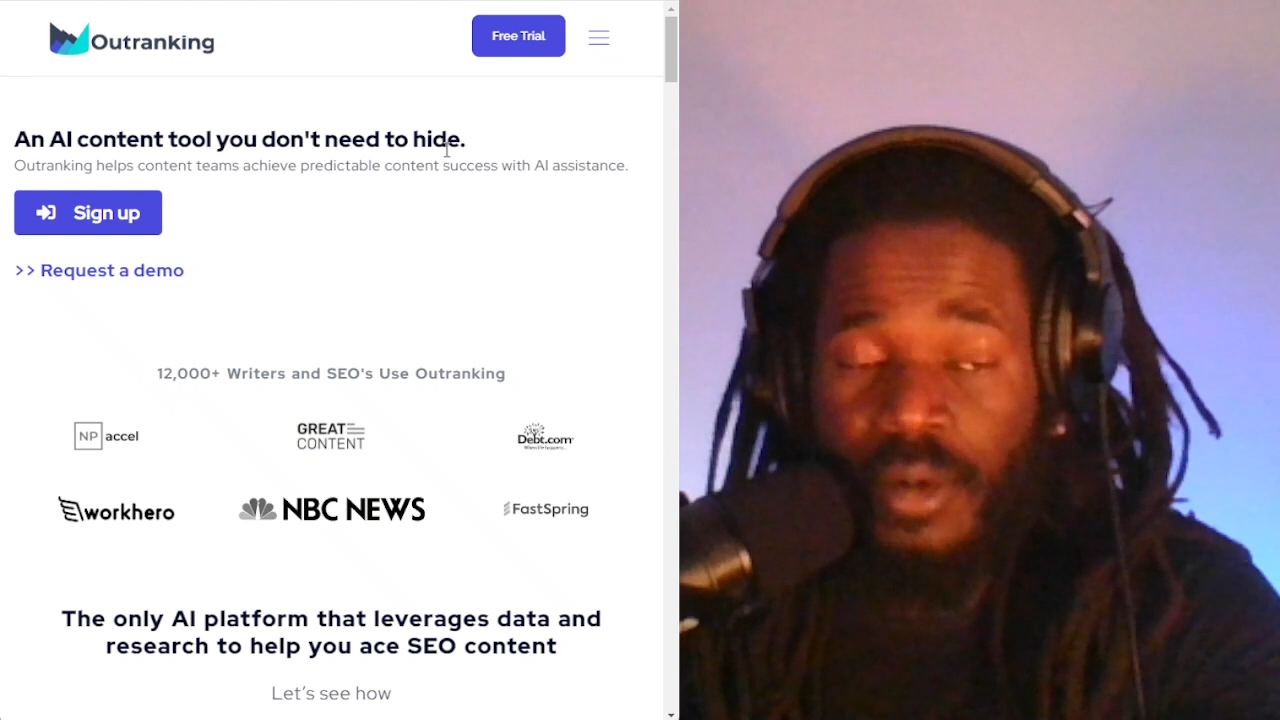 Outranking
Free Trial
An AI content tool you don't need to hide.
Outranking helps content teams achieve predictable content success with AI assistance.
Sign up
>> Request a demo
12,000+ Writers and SEO's Use Outranking
NP accel
GREAT
CONTENT
Debt.com
workhero
NBC NEWS
FastSpring
The only AI platform that leverages data and
research to help you ace SEO content
Let's see how